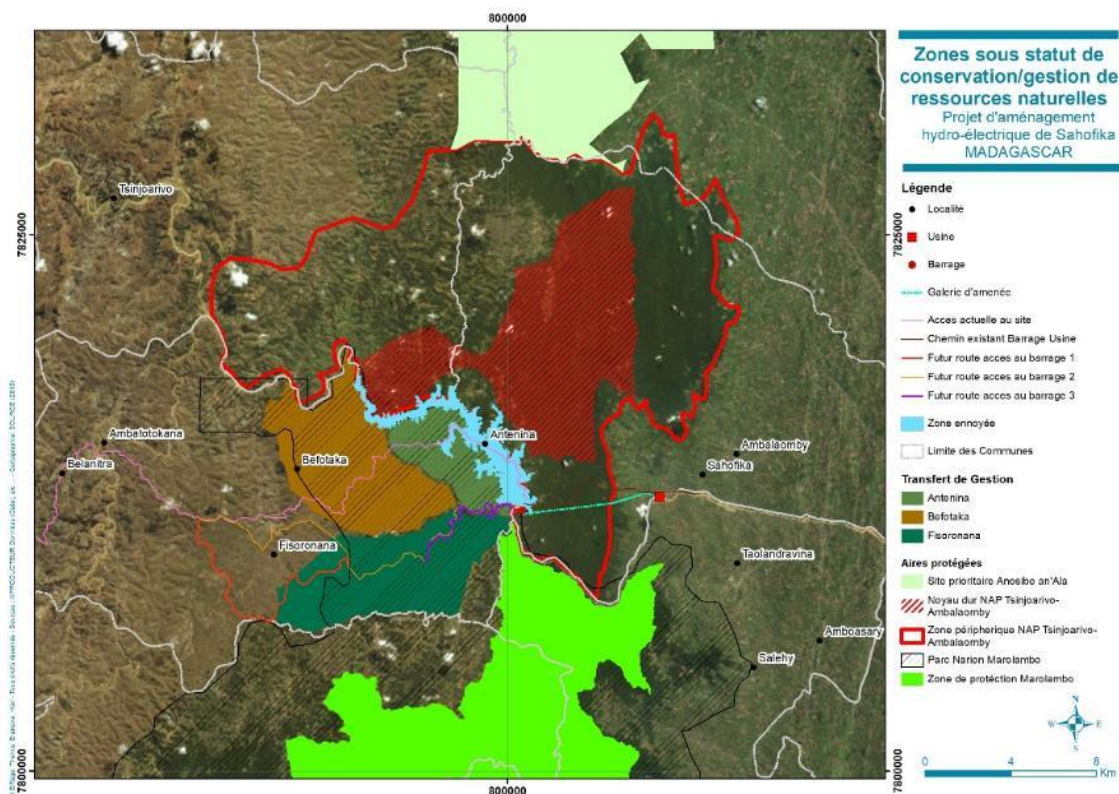 800000
Zones sous statut de
conservation/gestion de
ressources naturelles
Projet d'aménagement
hydro-électrique de Sahofika
MADAGASCAR
7825000
7825000
7800000
7800000
800000
Tsinjoarivo
Ambatotokana
Belanitra
Befotaka
Fisoronana
Antenina
Ambalaomby
Sahofika
Taolandravina
Amboasary
Salehy
Légende
Localité
Usine
Barrage
Galerie d'amenée
Acces actuelle au site
Chemin existant Barrage Usine
Futur route acces au barrage 1
Futur route acces au barrage 2
Futur route acces au barrage 3
Zone ennoyée
Limite des Communes
Transfert de Gestion
Antenina
Befotaka
Fisoronana
Aires protégées
Site prioritaire Anosibe an'Ala
Noyau dur NAP Tsinjoarivo-
Ambalaomby
Zone péripherique NAP Tsinjoarivo-
Ambalaomby
Parc Narion Marolambo
Zone de protéction Marolambo
N
W
E
S
0
4
8
Km